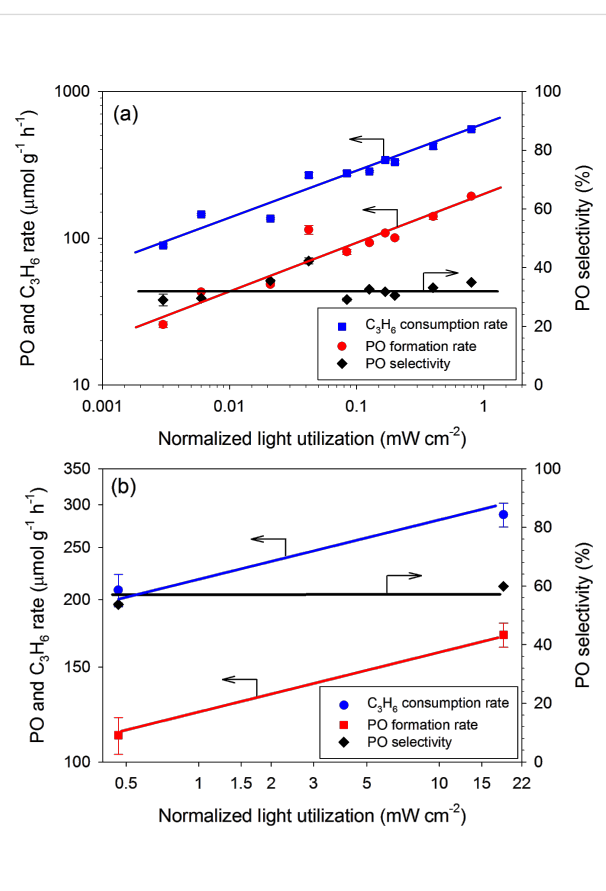 (a)
1000
100
10
0.001
0.01
0.1
1
100
80
60
40
20
0
PO and C₃H₆ rate (μmol g⁻¹ h⁻¹)
PO selectivity (%)
C₃H₆ consumption rate
PO formation rate
PO selectivity
Normalized light utilization (mW cm⁻²)
(b)
350
300
250
200
150
100
0.5
1
1.5
2
3
5
10
15
22
100
80
60
40
20
0
PO and C₃H₆ rate (μmol g⁻¹ h⁻¹)
PO selectivity (%)
C₃H₆ consumption rate
PO formation rate
PO selectivity
Normalized light utilization (mW cm⁻²)